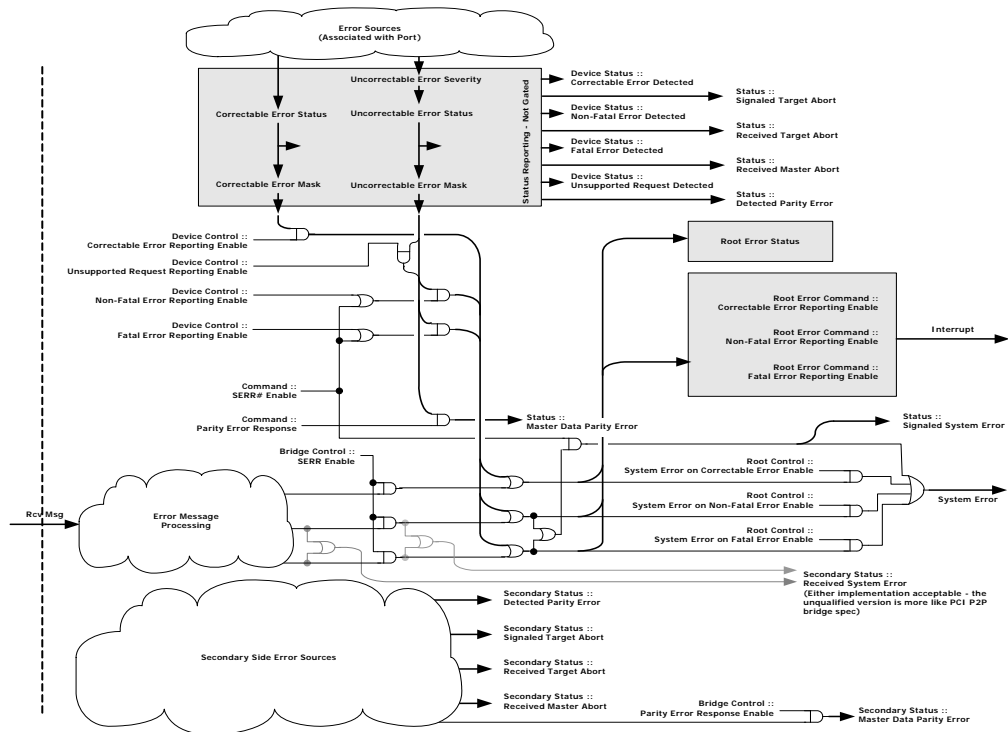 Error Sources
(Associated with Port)
Uncorrectable Error Severity
Correctable Error Status
Uncorrectable Error Status
Correctable Error Mask
Uncorrectable Error Mask
Status Reporting - Not Gated
Device Status ::
Correctable Error Detected
Status ::
Signaled Target Abort
Device Status ::
Non-Fatal Error Detected
Status ::
Received Target Abort
Device Status ::
Fatal Error Detected
Status ::
Received Master Abort
Device Status ::
Unsupported Request Detected
Status ::
Detected Parity Error
Device Control ::
Correctable Error Reporting Enable
Device Control ::
Unsupported Request Reporting Enable
Device Control ::
Non-Fatal Error Reporting Enable
Device Control ::
Fatal Error Reporting Enable
Root Error Status
Root Error Command ::
Correctable Error Reporting Enable
Root Error Command ::
Non-Fatal Error Reporting Enable
Root Error Command ::
Fatal Error Reporting Enable
Interrupt
Command ::
SERR# Enable
Command ::
Parity Error Response
Status ::
Master Data Parity Error
Status ::
Signaled System Error
Bridge Control ::
SERR Enable
Root Control ::
System Error on Correctable Error Enable
Root Control ::
System Error on Non-Fatal Error Enable
Root Control ::
System Error on Fatal Error Enable
System Error
Rcv Msg
Error Message
Processing
Secondary Status ::
Received System Error
(Either implementation acceptable - the
unqualified version is more like PCI P2P
bridge spec)
Secondary Side Error Sources
Secondary Status ::
Detected Parity Error
Secondary Status ::
Signaled Target Abort
Secondary Status ::
Received Target Abort
Secondary Status ::
Received Master Abort
Bridge Control ::
Parity Error Response Enable
Secondary Status ::
Master Data Parity Error